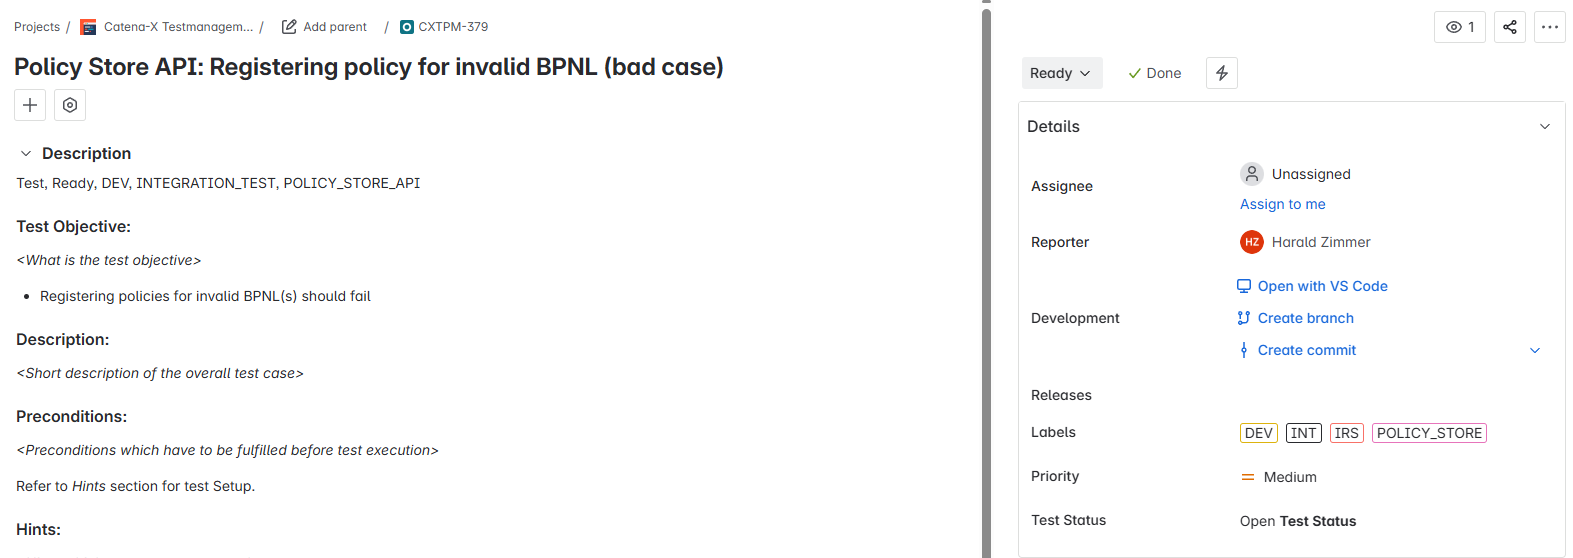 Projects / Catena-X Testmanagem... / Add parent / CXTPM-379
Policy Store API: Registering policy for invalid BPNL (bad case)
Description
Test, Ready, DEV, INTEGRATION_TEST, POLICY_STORE_API
Test Objective:
<What is the test objective>
• Registering policies for invalid BPNL(s) should fail
Description:
<Short description of the overall test case>
Preconditions:
<Preconditions which have to be fulfilled before test execution>
Refer to Hints section for test Setup.
Hints:
1
Ready
Done
Details
Assignee
Unassigned
Assign to me
Reporter
HZ Harald Zimmer
Development
Open with VS Code
Create branch
Create commit
Releases
Labels
DEV INT IRS POLICY_STORE
Priority
Medium
Test Status
Open Test Status